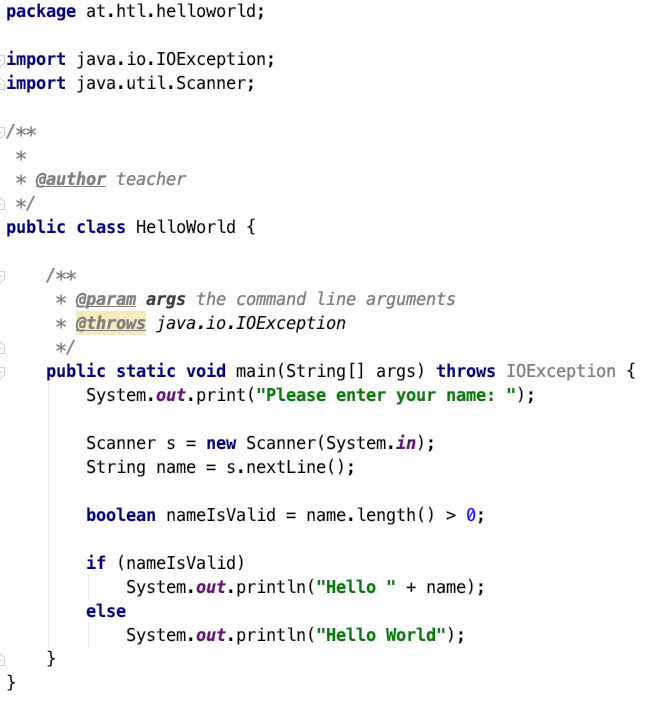 package at.htl.helloworld;

import java.io.IOException;
import java.util.Scanner;

/**
 *
 * @author teacher
 */
public class HelloWorld {

    /**
     * @param args the command line arguments
     * @throws java.io.IOException
     */
    public static void main(String[] args) throws IOException {
        System.out.print("Please enter your name: ");

        Scanner s = new Scanner(System.in);
        String name = s.nextLine();

        boolean nameIsValid = name.length() > 0;

        if (nameIsValid)
            System.out.println("Hello " + name);
        else
            System.out.println("Hello World");
    }
}